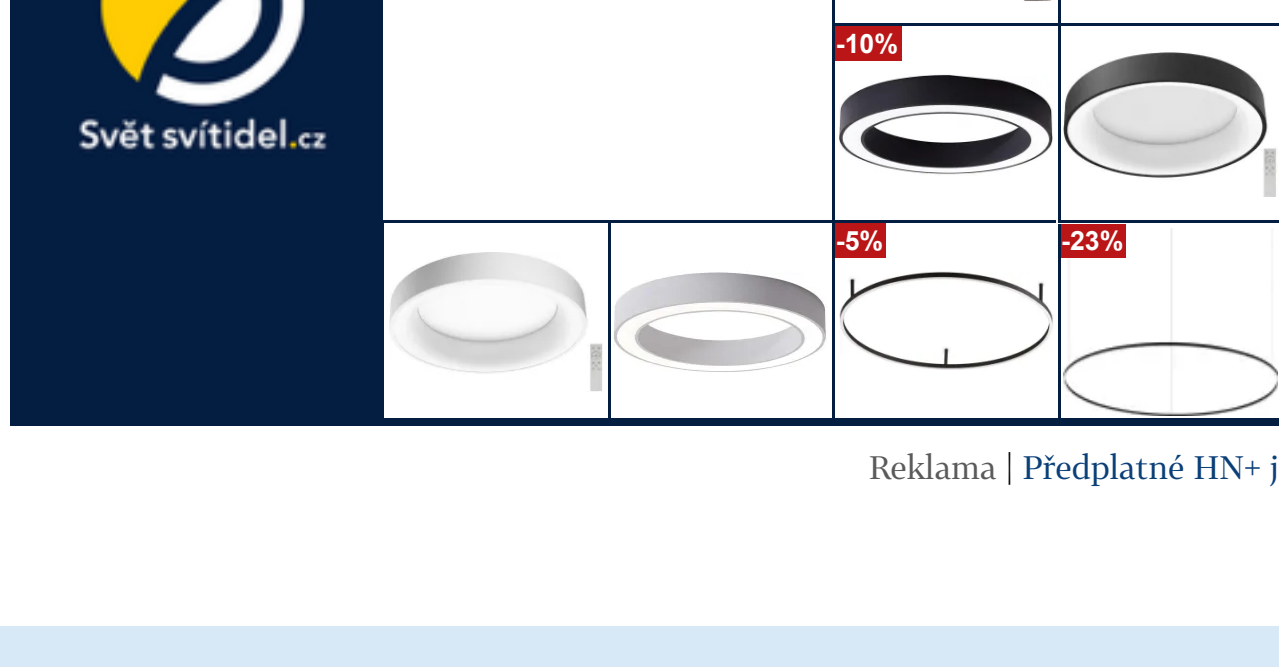 -10%
Svět svítidel.cz
-5%
-23%
Reklama | Předplatné HN+ j